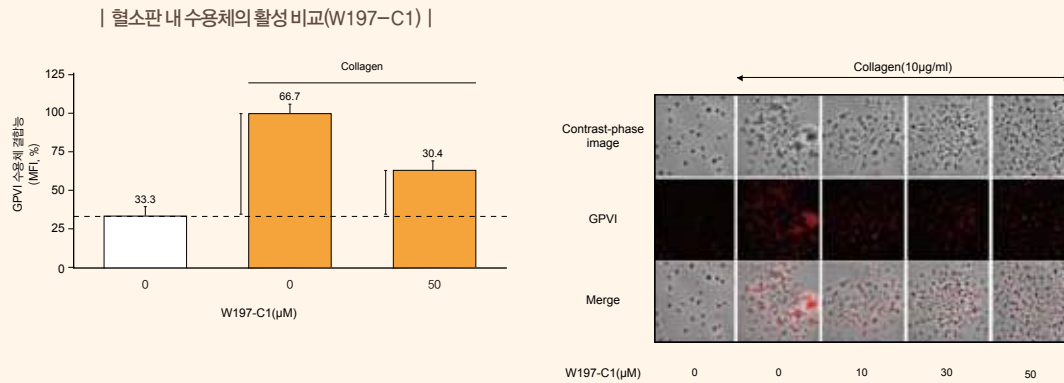 | 혈소판 내 수용체의 활성 비교(W197-C1) |
GPVI 수용체 결합능
(MFI, %)
125
100
75
50
25
0
Collagen
33.3
66.7
30.4
0
0
50
W197-C1(µM)
Collagen(10µg/ml)
Contrast-phase
image
GPVI
Merge
W197-C1(µM)
0
0
10
30
50